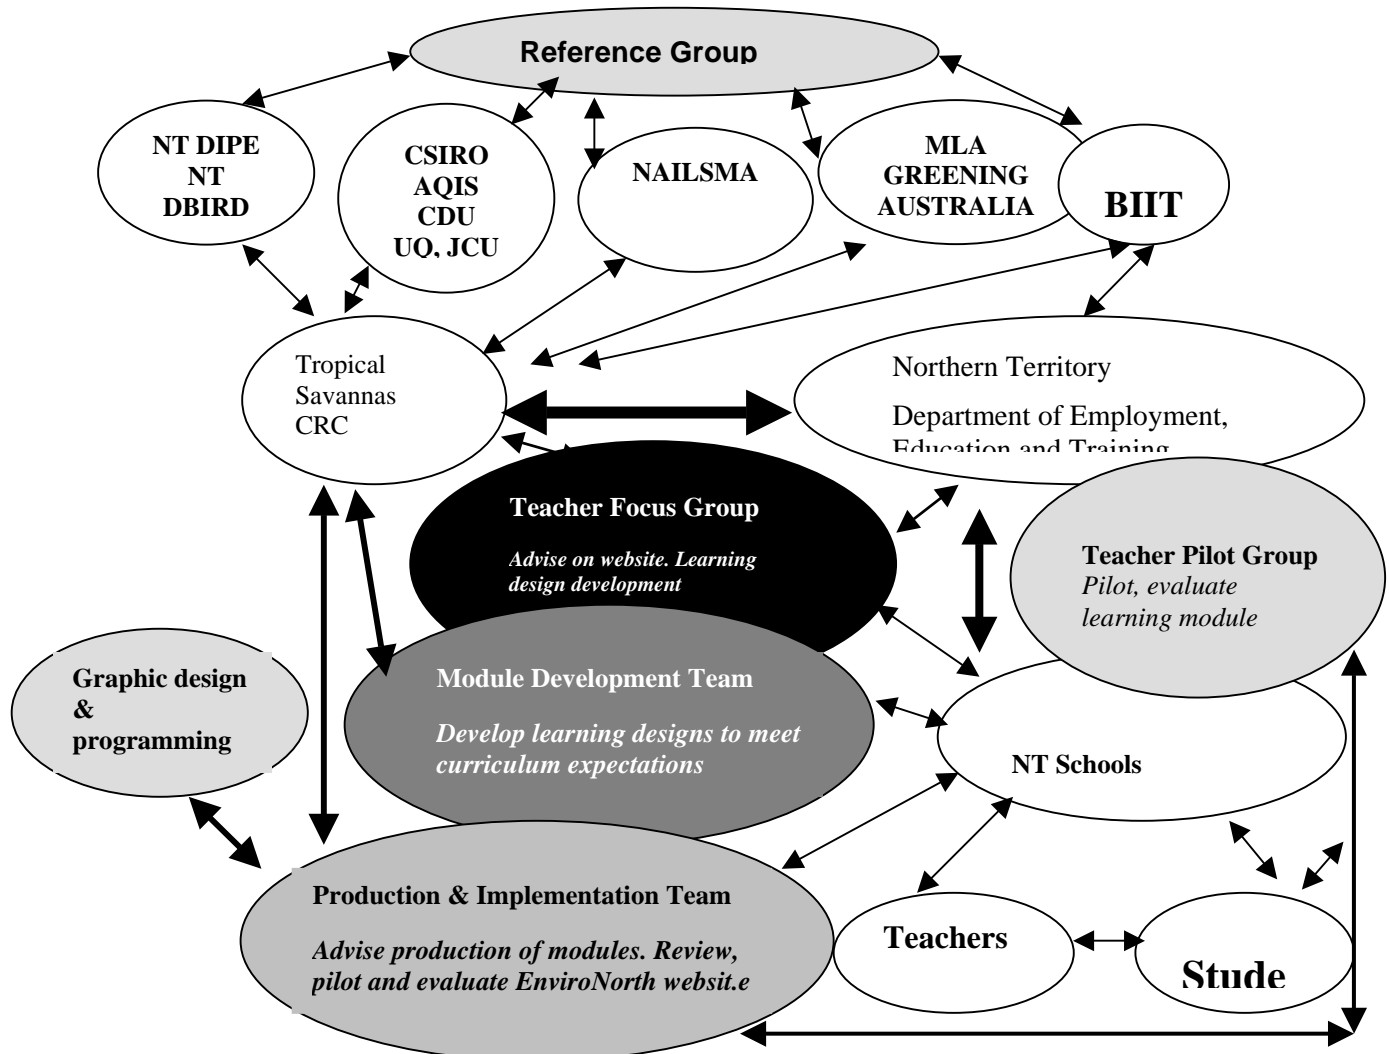 Reference Group
NT DIPE
NT
DBIRD
CSIRO
AQIS
CDU
UQ, JCU
NAILSMA
MLA
GREENING
AUSTRALIA
BIIT
Tropical
Savannas
CRC
Northern Territory
Department of Employment,
Education and Training
Teacher Focus Group
Advise on website. Learning
design development
Teacher Pilot Group
Pilot, evaluate
learning module
Graphic design
&
programming
Module Development Team
Develop learning designs to meet
curriculum expectations
NT Schools
Production & Implementation Team
Advise production of modules. Review,
pilot and evaluate EnviroNorth websit.e
Teachers
Stude